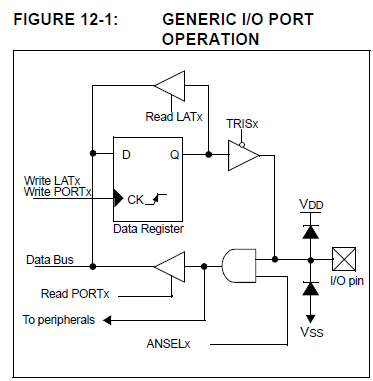 FIGURE 12-1: GENERIC I/O PORT
OPERATION
Read LATx
TRISx
D Q
Write LATx
Write PORTx
CK
VDD
Data Register
Data Bus
I/O pin
Read PORTx
To peripherals
VSS
ANSELx